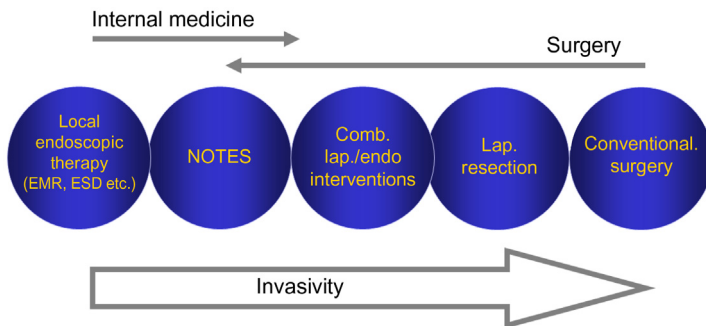 Internal medicine
Surgery
Local
endoscopic
therapy
(EMR, ESD etc.)
NOTES
Comb.
lap./endo
interventions
Lap.
resection
Conventional.
surgery
Invasivity